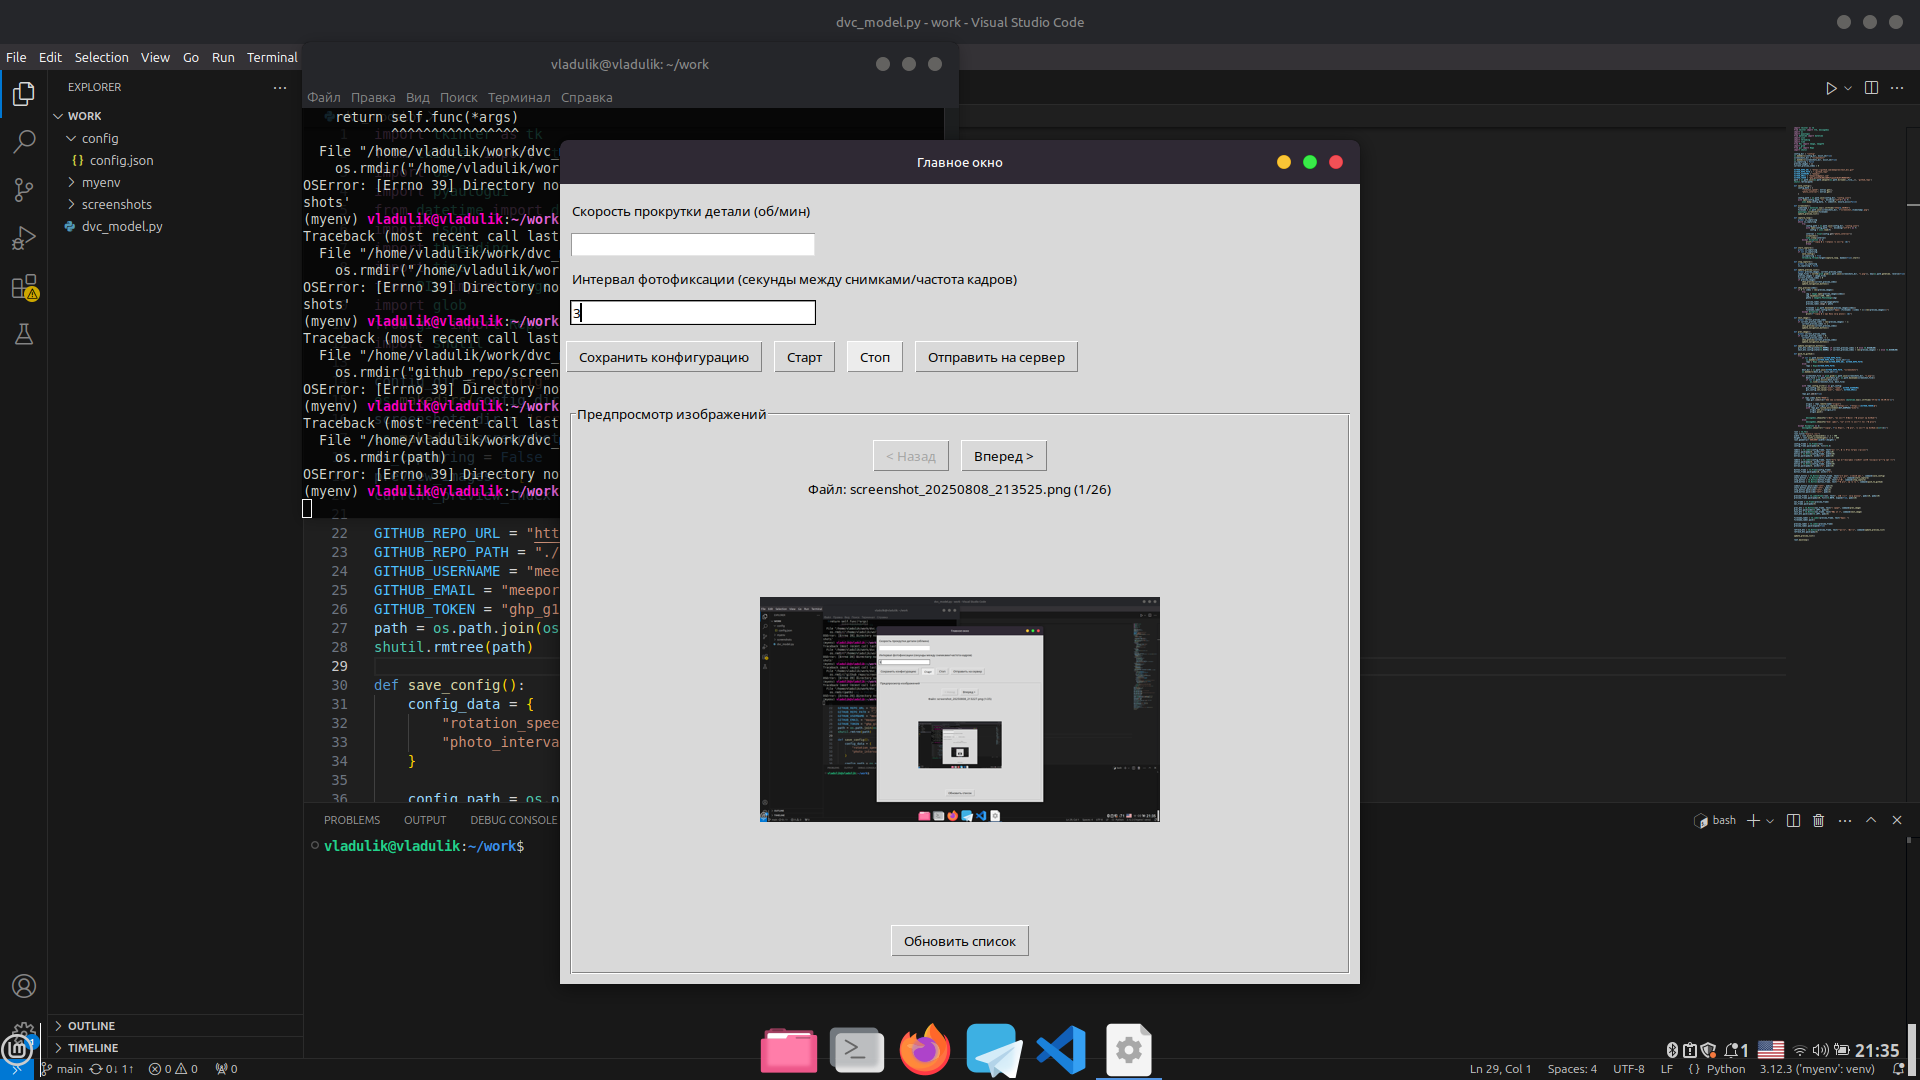 dvc_model.py - work - Visual Studio Code
File Edit Selection View Go Run Terminal
vladulik@vladulik: ~/work
Файл Правка Вид Поиск Терминал Справка
return self.func(*args)
^^^^^^^^^^^^^^^^
File "/home/vladulik/work/dvc_
os.rmdir("/home/vladulik/wor
OSError: [Errno 39] Directory no
shots'
(myenv) vladulik@vladulik:~/work
Traceback (most recent call last
File "/home/vladulik/work/dvc_
os.rmdir("/home/vladulik/wor
OSError: [Errno 39] Directory no
shots'
(myenv) vladulik@vladulik:~/work
Traceback (most recent call last
File "/home/vladulik/work/dvc_
os.rmdir("github_repo/screen
OSError: [Errno 39] Directory no
(myenv) vladulik@vladulik:~/work
Traceback (most recent call last
File "/home/vladulik/work/dvc_
os.rmdir(path)
OSError: [Errno 39] Directory no
(myenv) vladulik@vladulik:~/work
EXPLORER
WORK
config
{} config.json
myenv
screenshots
dvc_model.py
OUTLINE
TIMELINE
21
22 GITHUB_REPO_URL = "htt
23 GITHUB_REPO_PATH = "./
24 GITHUB_USERNAME = "mee
25 GITHUB_EMAIL = "meepor
26 GITHUB_TOKEN = "ghp_g1
27 path = os.path.join(os
28 shutil.rmtree(path)
29
30 def save_config():
31 config_data = {
32 "rotation_spee
33 "photo_interva
34 }
35
36 config_path = os.p
PROBLEMS OUTPUT DEBUG CONSOLE
bash
vladulik@vladulik:~/work$
Главное окно
Скорость прокрутки детали (об/мин)
Интервал фотофиксации (секунды между снимками/частота кадров)
3
Сохранить конфигурацию Старт Стоп Отправить на сервер
Предпросмотр изображений
< Назад Вперед >
Файл: screenshot_20250808_213525.png (1/26)
Обновить список
1 21:35
main 0↓ 1↑ 0 0 0
Ln 29, Col 1 Spaces: 4 UTF-8 LF {} Python 3.12.3 ('myenv': venv)